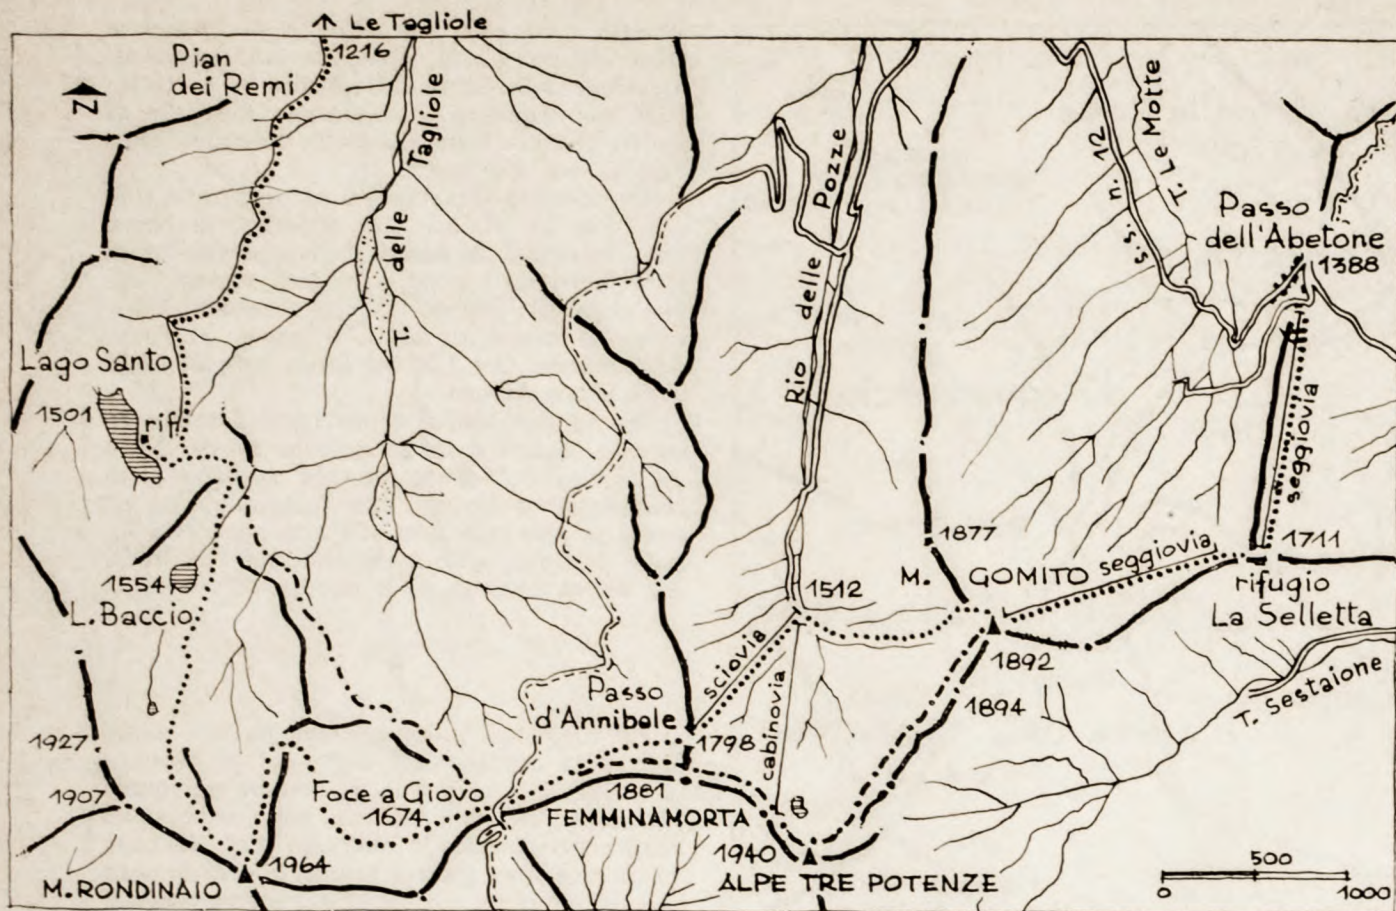 ↑ Le Tagliole
1216
Pian
dei Remi
N
T. delle Tagliole
Rio delle Pozze
s.s. n. 12
T. Le Motte
Passo
dell'Abetone
1388
Lago Santo
1501
rif.
seggiovia
1877
1711
M. GOMITO
seggiovia
rifugio
La Selletta
1554
L. Baccio
1512
1892
sciovia
cabinovia
Passo
d'Annibale
1798
1894
T. Sestaione
1927
1907
Foce a Giovo
1674
1881
FEMMINAMORTA
1964
M. RONDINAIO
1940
ALPE TRE POTENZE
500
0
1000